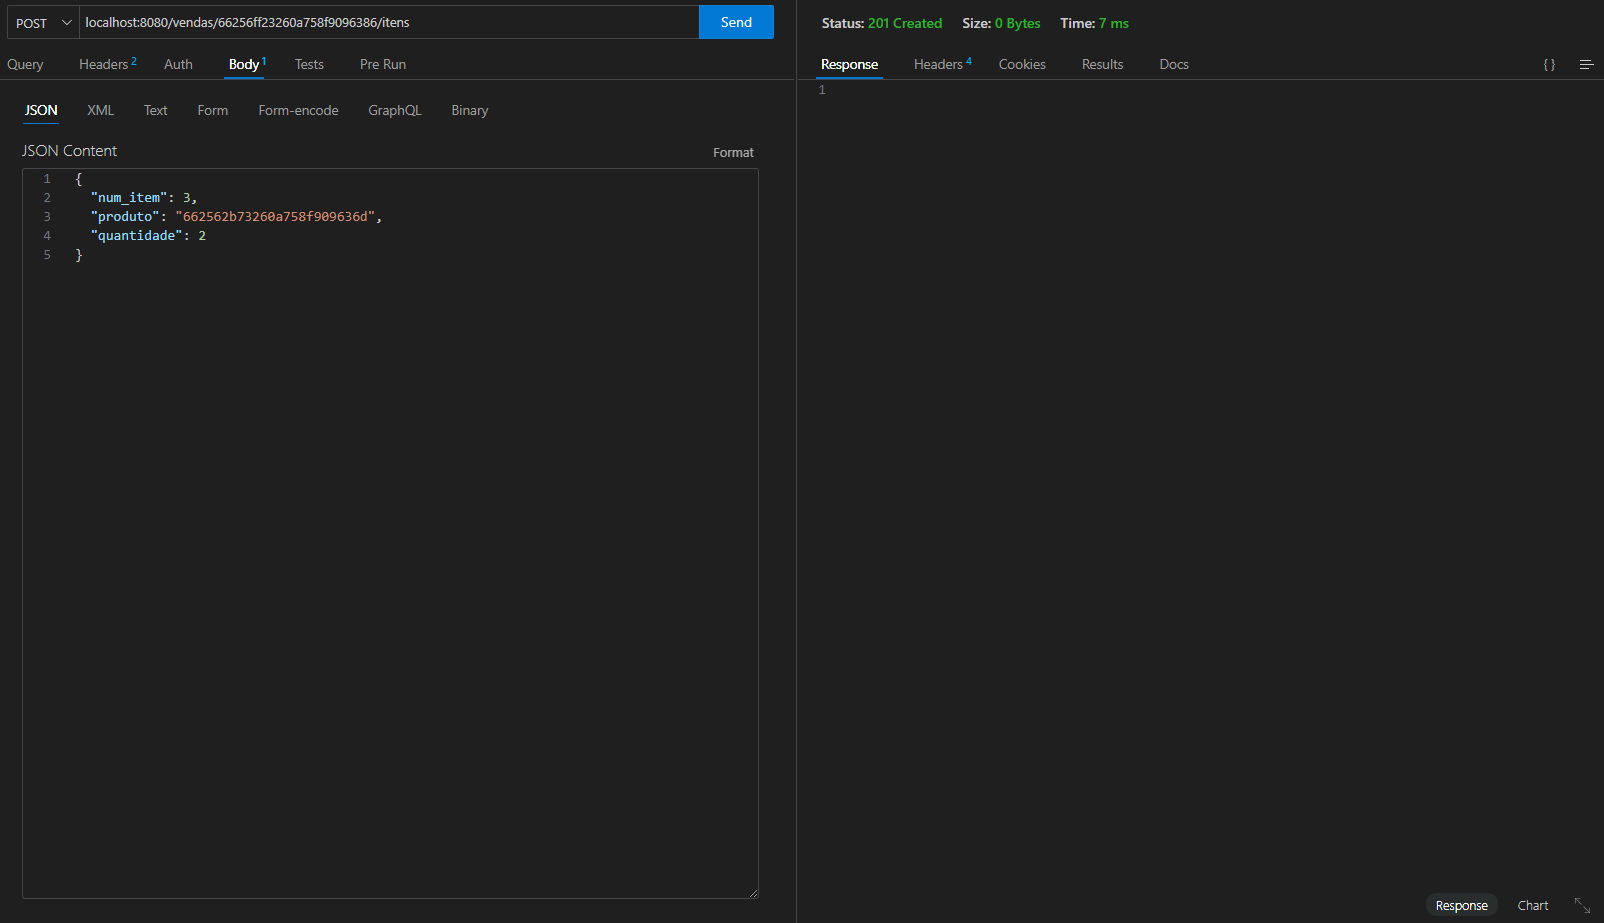 POST localhost:8080/vendas/66256ff23260a758f9096386/itens Send
Query Headers 2 Auth Body 1 Tests Pre Run
JSON XML Text Form Form-encode GraphQL Binary
JSON Content Format
1 {
2 "num_item": 3,
3 "produto": "662562b73260a758f909636d",
4 "quantidade": 2
5 }
Status: 201 Created Size: 0 Bytes Time: 7 ms
Response Headers 4 Cookies Results Docs { }
1
Response Chart